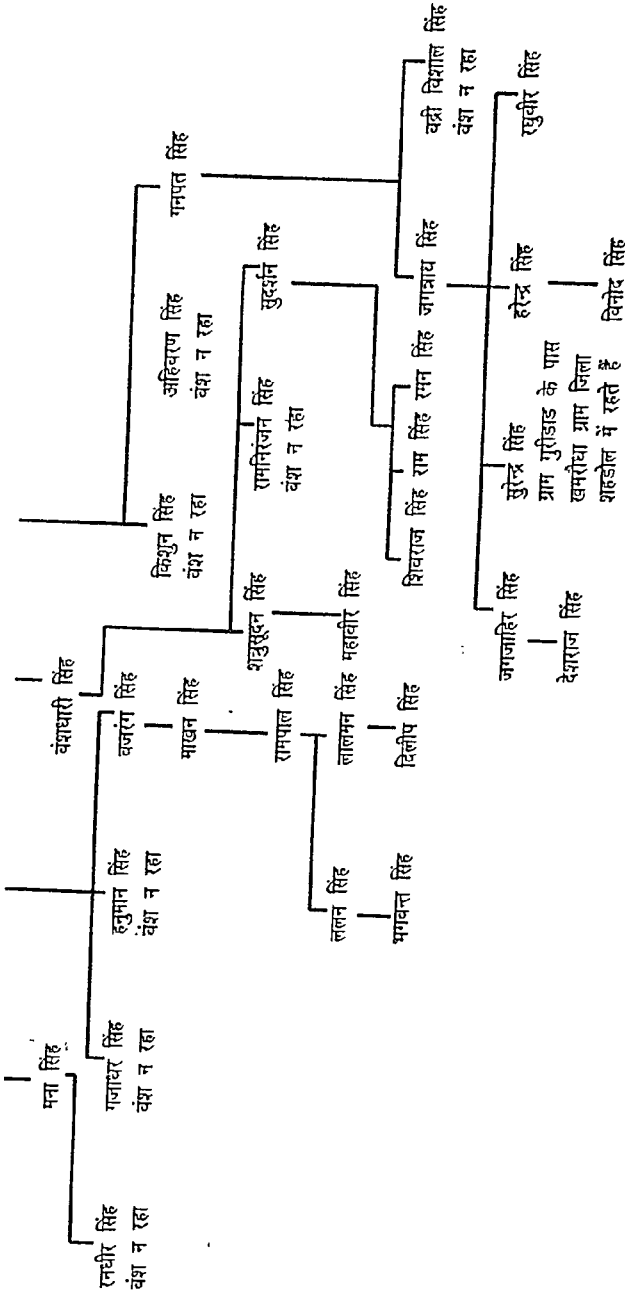 मना सिंह
रनधीर सिंह
वंश न रहा
गजाधर सिंह
वंश न रहा
हनुमान सिंह
वंश न रहा
वंशधारी सिंह
वजरंग सिंह
माखन सिंह
रामपाल सिंह
ललन सिंह
लालमन सिंह
भगवन्त सिंह
दिलीप सिंह
किशुन सिंह
वंश न रहा
अहिवरण सिंह
वंश न रहा
गनपत सिंह
शत्रुसूदन सिंह
रामनिरंजन सिंह
वंश न रहा
सुदर्शन सिंह
महावीर सिंह
शिवराज सिंह
राम सिंह
रमन सिंह
जगन्नाथ सिंह
वद्री विशाल सिंह
वंश न रहा
जगजाहिर सिंह
देशराज सिंह
सुरेन्द्र सिंह
ग्राम गुरीडाड के पास
खमरौधा ग्राम जिला
शहडोल में रहते हैं
हरेन्द्र सिंह
विनोद सिंह
रघुवीर सिंह